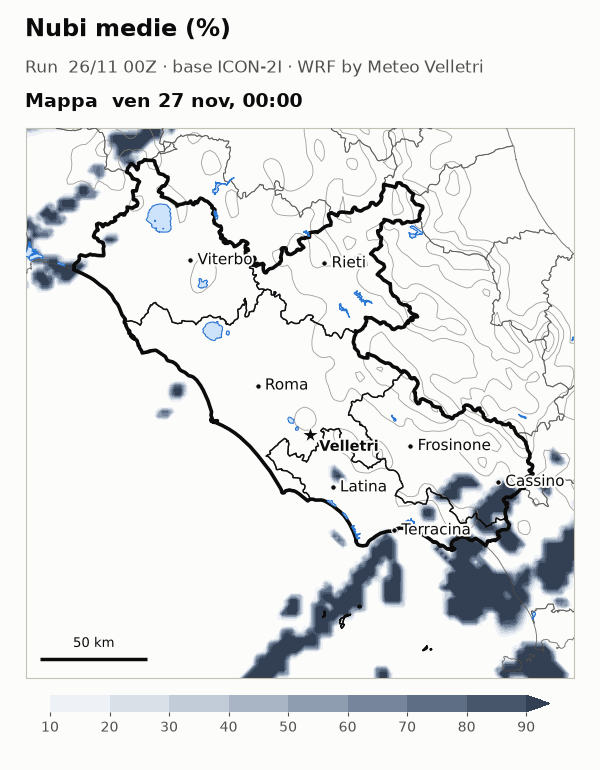 Nubi medie (%)
Run  26/11 00Z · base ICON-2I · WRF by Meteo Velletri
Mappa  ven 27 nov, 00:00
Viterbo
Rieti
Roma
Velletri
Frosinone
Cassino
Latina
Terracina
50 km
10 20 30 40 50 60 70 80 90